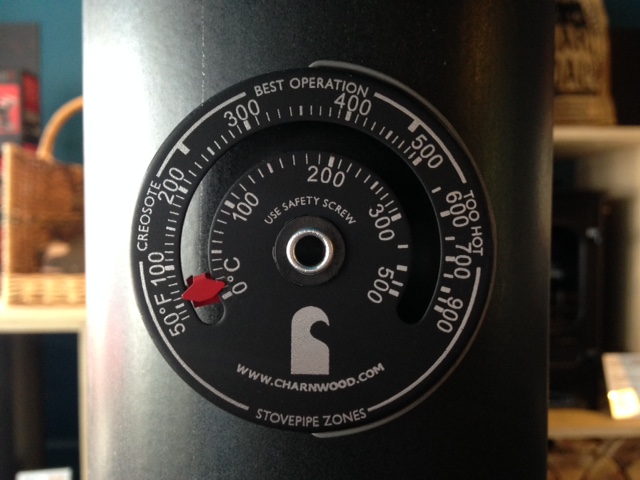 BEST OPERATION
CREOSOTE
TOO HOT
50°F 100 200 300 400 500 600 700 900
0°C 100 200 300 500
USE SAFETY SCREW
WWW.CHARNWOOD.COM
STOVEPIPE ZONES